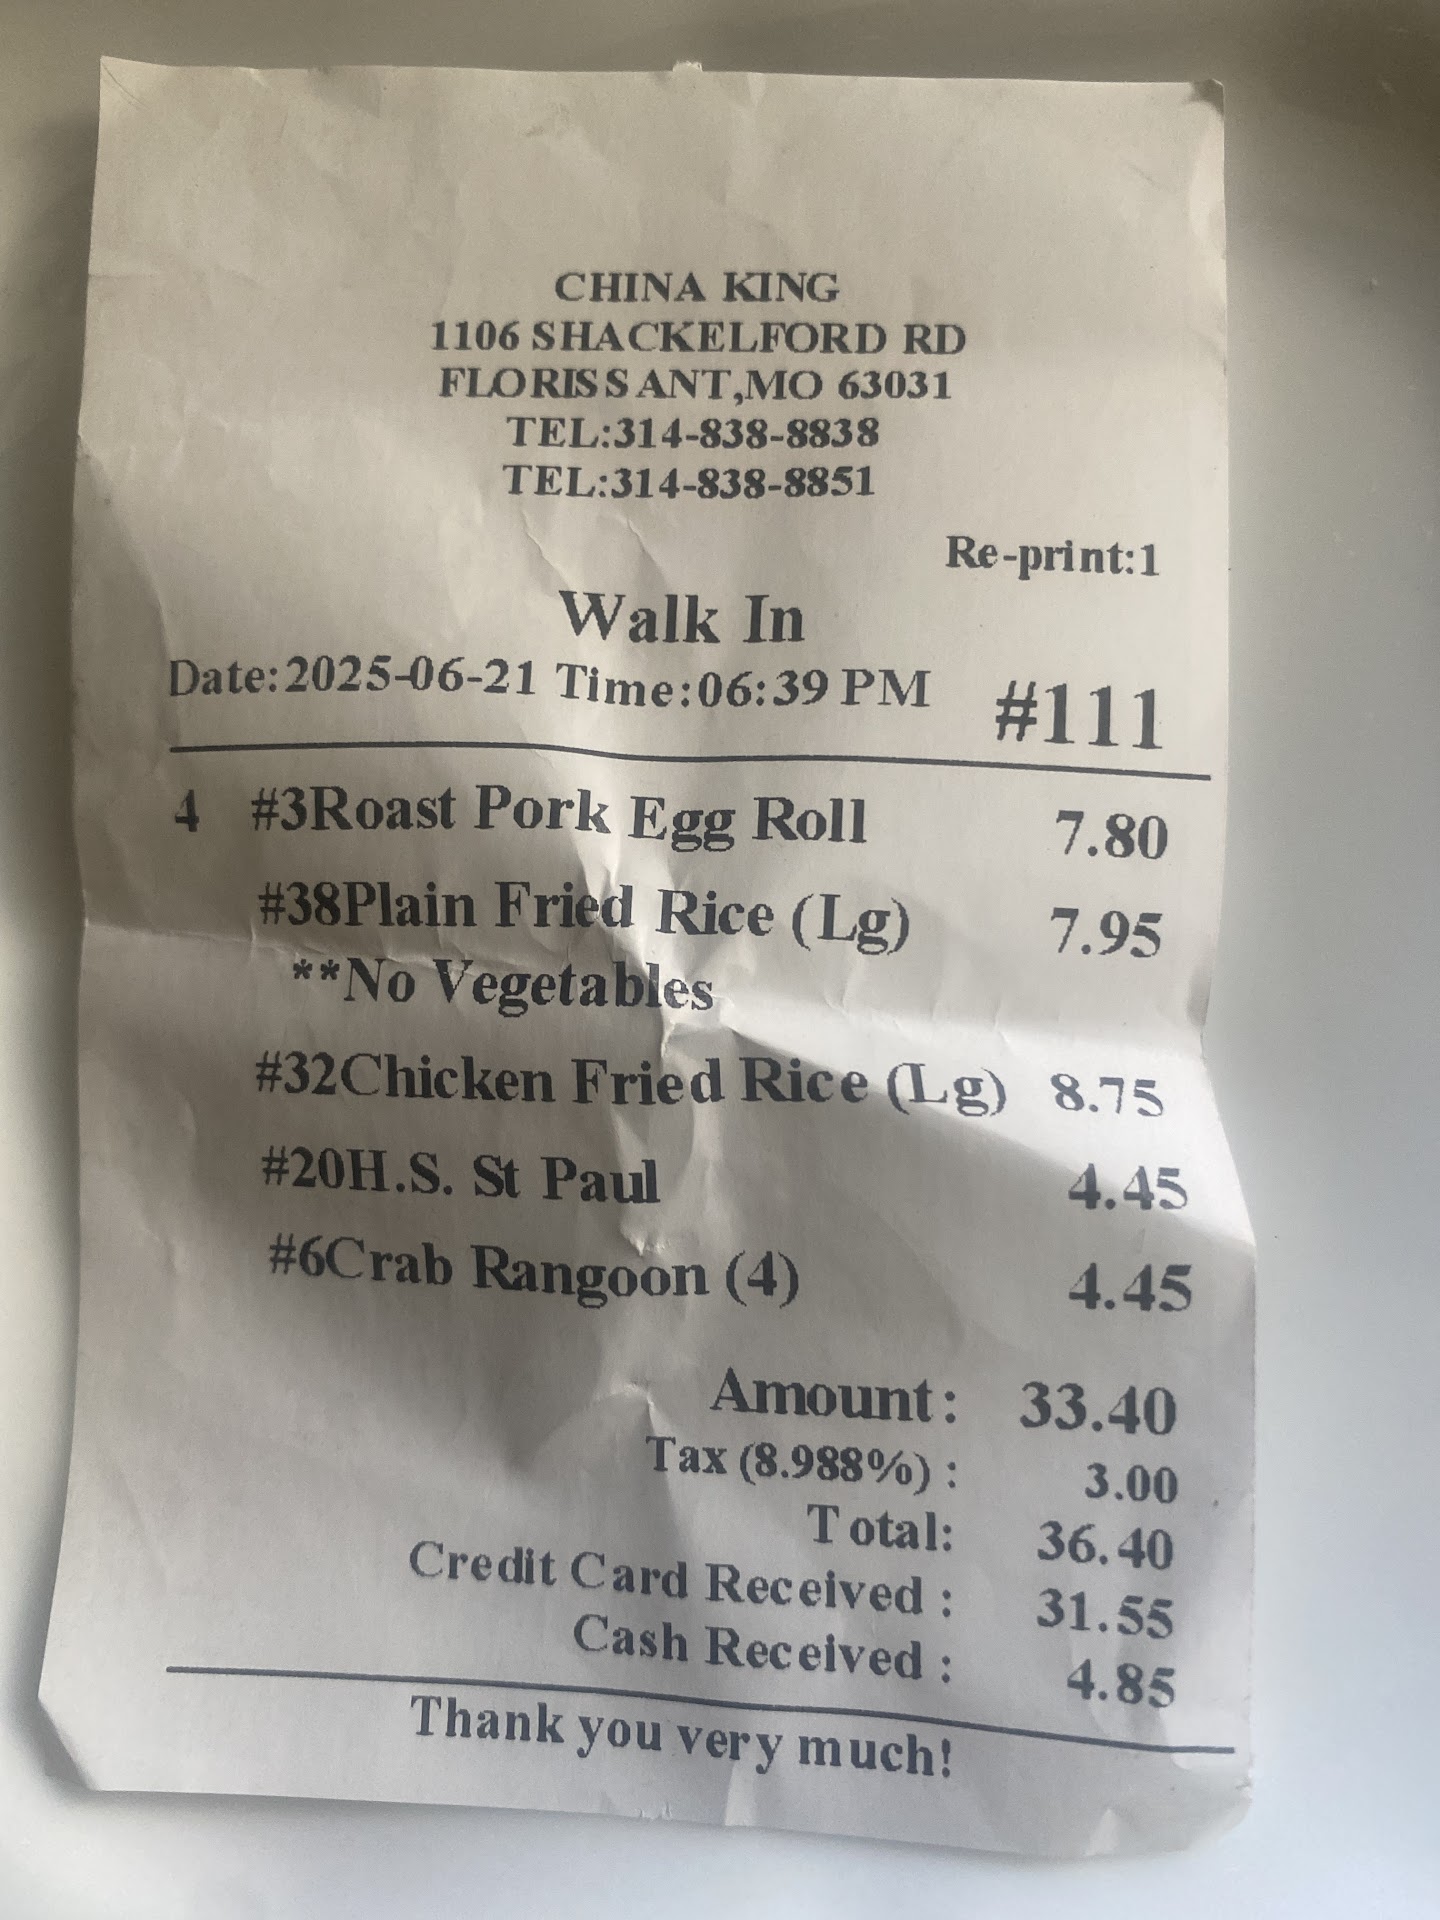 CHINA KING
1106 SHACKELFORD RD
FLORISSANT,MO 63031
TEL:314-838-8838
TEL:314-838-8851
Re-print:1
Walk In
Date:2025-06-21 Time:06:39 PM #111
4 #3Roast Pork Egg Roll 7.80
#38Plain Fried Rice (Lg) 7.95
**No Vegetables
#32Chicken Fried Rice (Lg) 8.75
#20H.S. St Paul 4.45
#6Crab Rangoon (4) 4.45
Amount: 33.40
Tax (8.988%) : 3.00
Total: 36.40
Credit Card Received : 31.55
Cash Received : 4.85
Thank you very much!